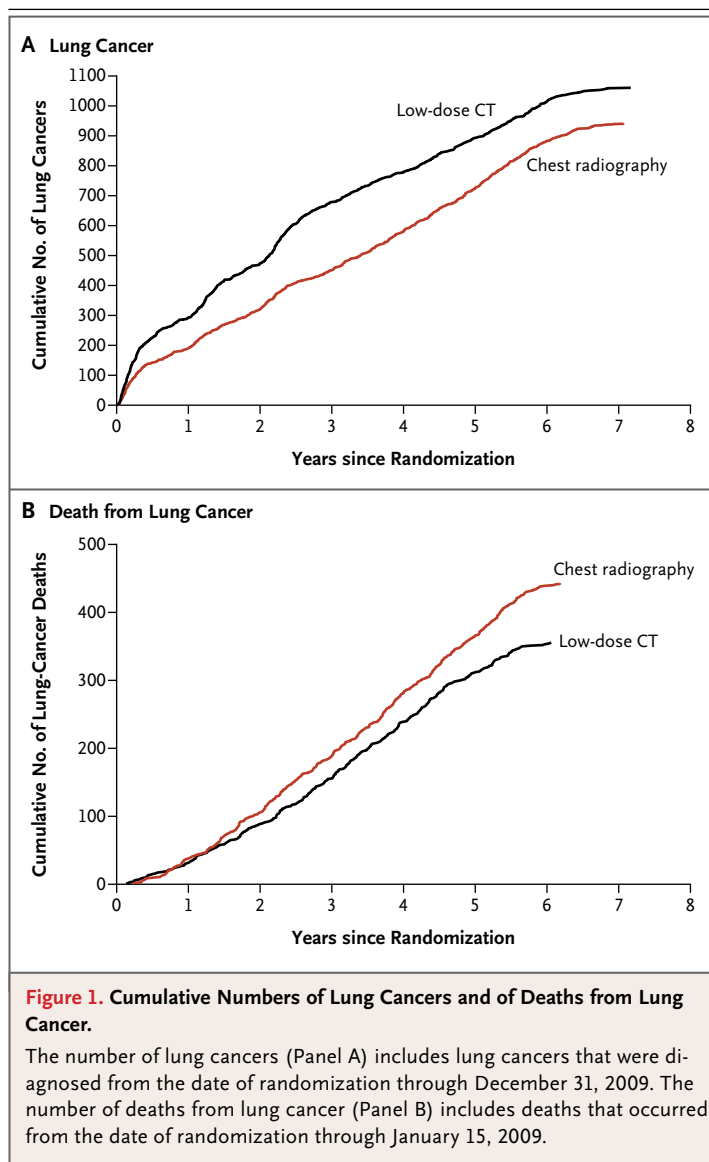 A Lung Cancer
1100
1000
900
800
700
600
500
400
300
200
100
0
Cumulative No. of Lung Cancers
Low-dose CT
Chest radiography
0 1 2 3 4 5 6 7 8
Years since Randomization
B Death from Lung Cancer
500
400
300
200
100
0
Cumulative No. of Lung-Cancer Deaths
Chest radiography
Low-dose CT
0 1 2 3 4 5 6 7 8
Years since Randomization
Figure 1. Cumulative Numbers of Lung Cancers and of Deaths from Lung
Cancer.
The number of lung cancers (Panel A) includes lung cancers that were di-
agnosed from the date of randomization through December 31, 2009. The
number of deaths from lung cancer (Panel B) includes deaths that occurred
from the date of randomization through January 15, 2009.